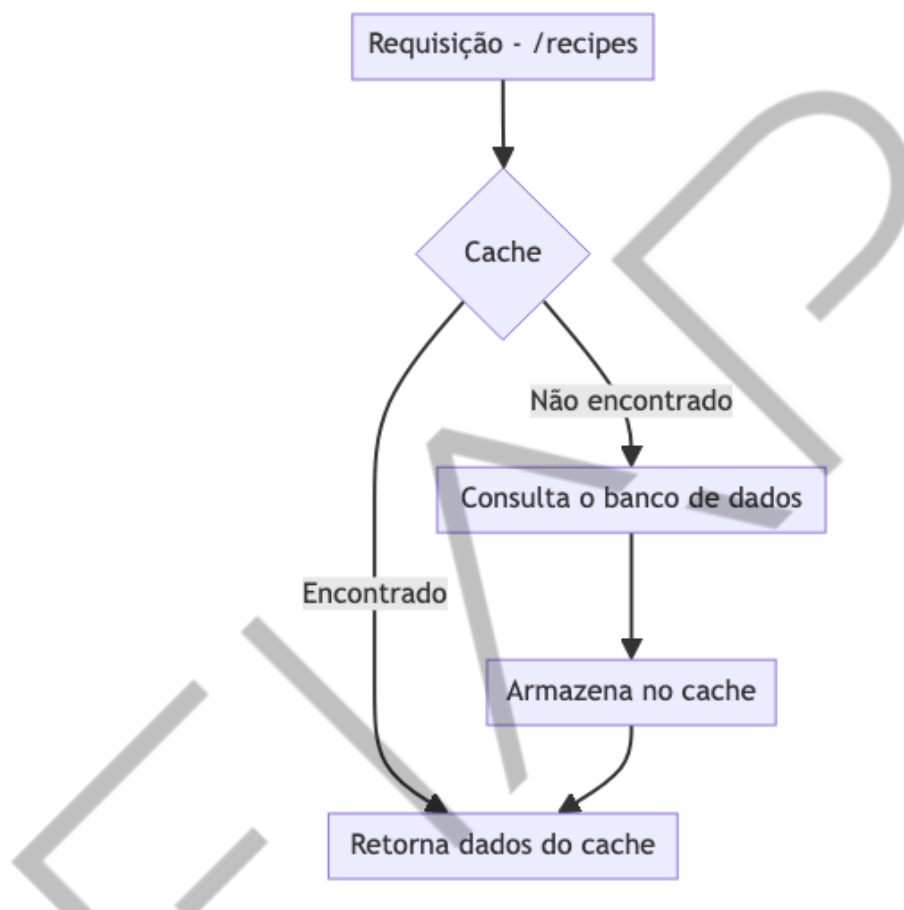 Requisição - /recipes
Cache
Não encontrado
Consulta o banco de dados
Encontrado
Armazena no cache
Retorna dados do cache